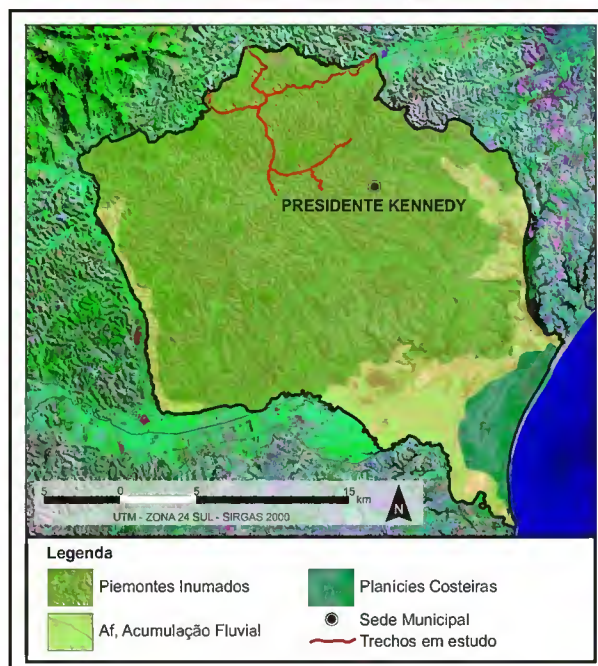 PRESIDENTE KENNEDY
5 0 5 15
km
UTM - ZONA 24 SUL - SIRGAS 2000
N
Legenda
Piemontes Inumados
Planicies Costeiras
Af, Acumulação Fluvial
Sede Municipal
Trechos em estudo